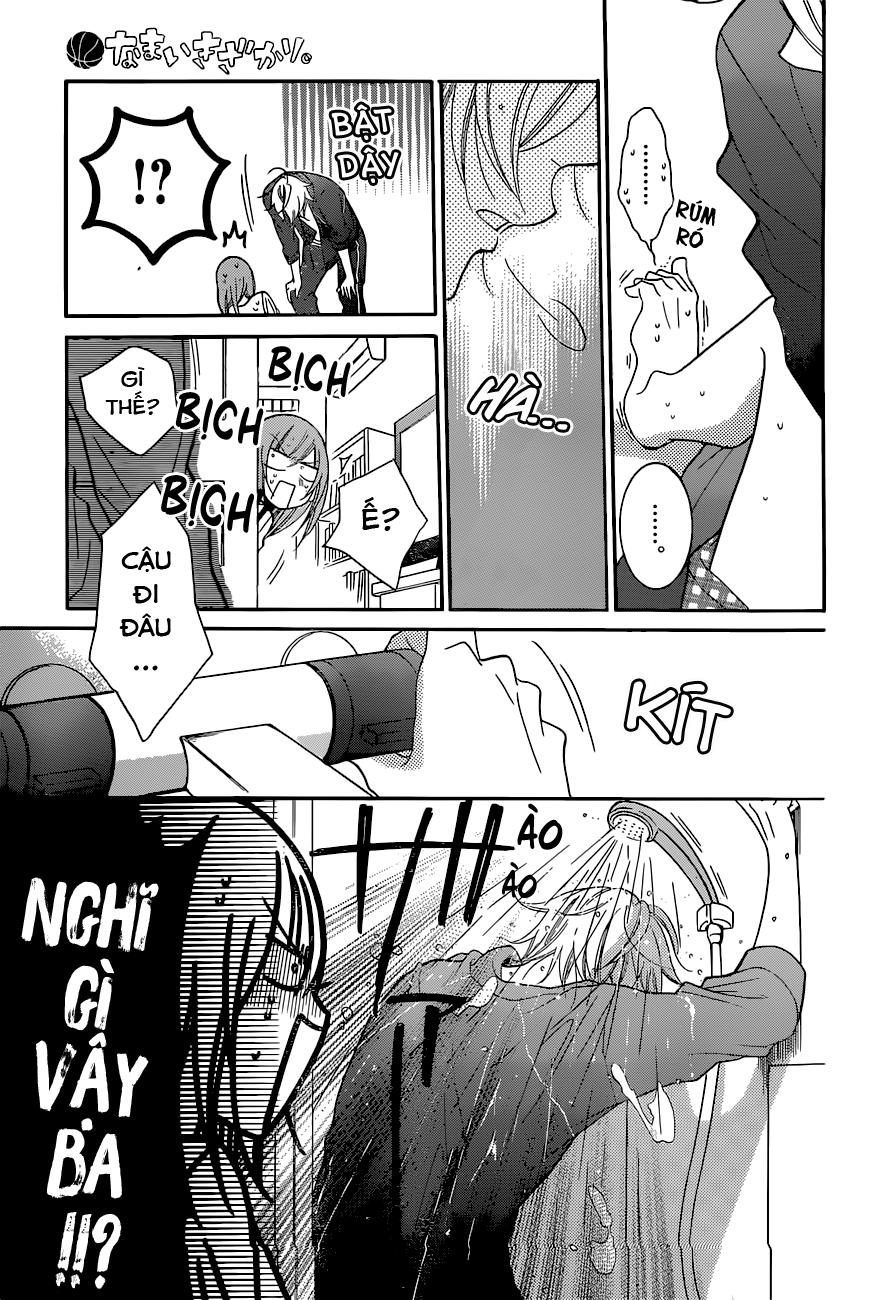 なまいきざかり。
………
RÚM
RÓ
……。
HÀ...
BẬT
DẬY
!?
BỊCH
BỊCH
BỊCH
GÌ
THẾ?
Ế?
CẬU
ĐI
ĐÂU
...
KÍT
ÀO
ÀO
NGHĨ
GÌ
VẬY
BA
!!?